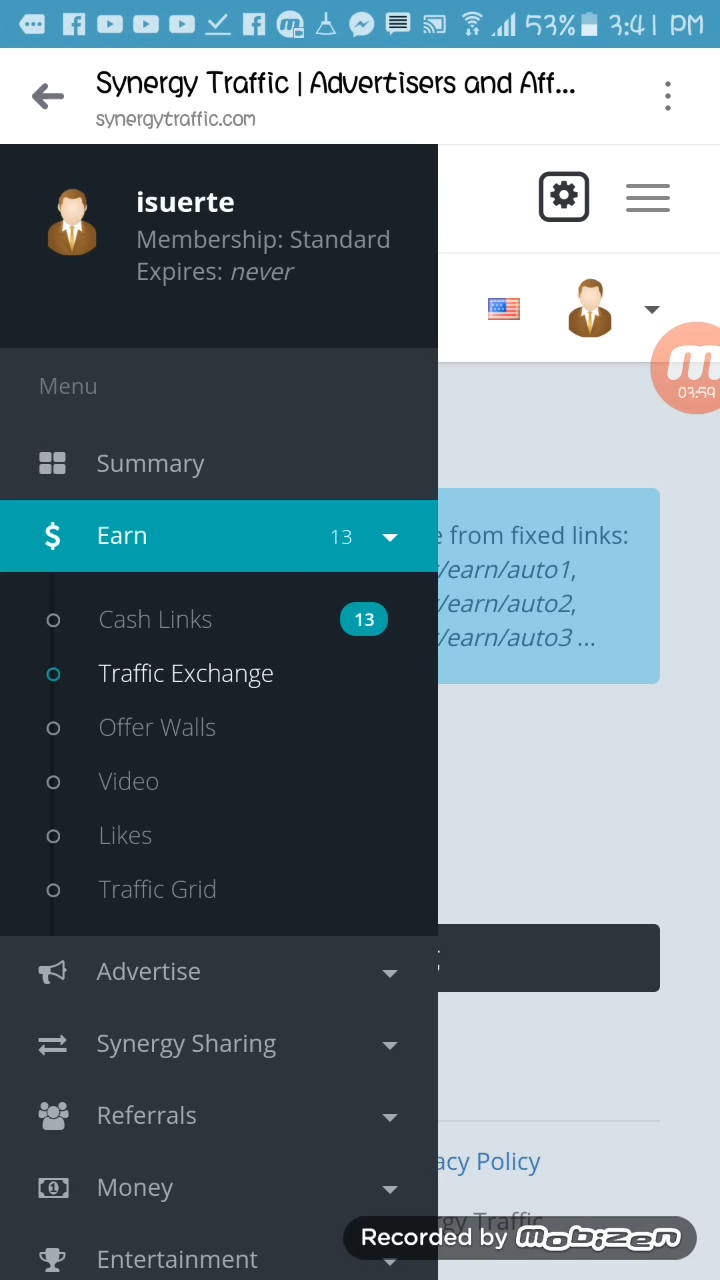 53% 3:41 PM
Synergy Traffic | Advertisers and Aff...
synergytraffic.com
isuerte
Membership: Standard
Expires: never
03:59
Menu
Summary
Earn 13
e from fixed links:
/earn/auto1,
/earn/auto2,
/earn/auto3 ...
Cash Links 13
Traffic Exchange
Offer Walls
Video
Likes
Traffic Grid
Advertise
Synergy Sharing
Referrals
Money
Entertainment
acy Policy
rgy Traffic
Recorded by mobizen